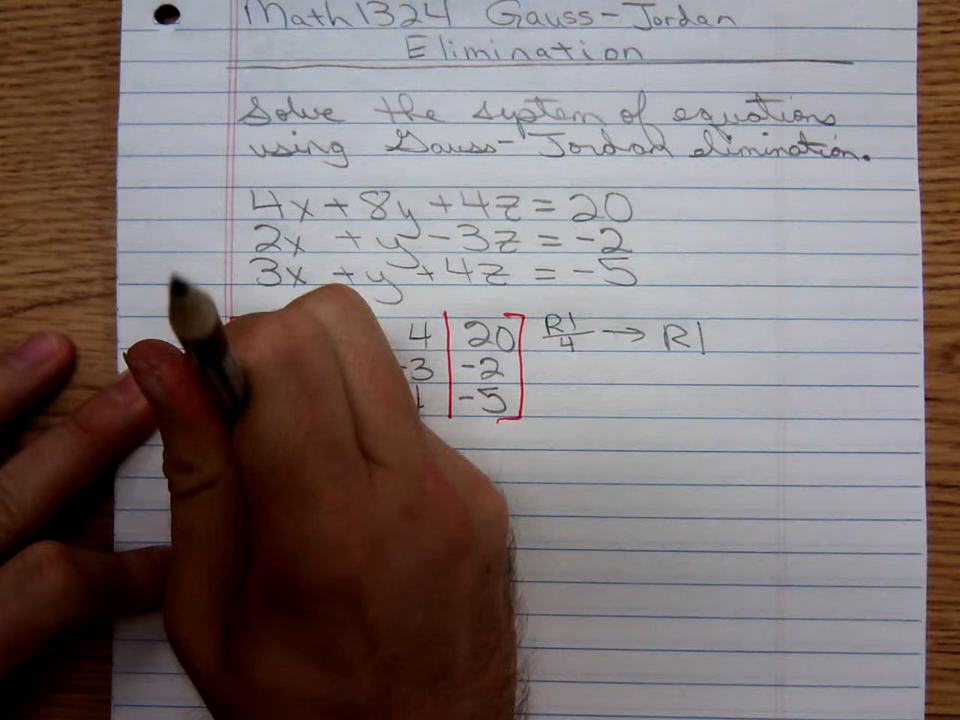 Math 1324 Gauss-Jordan
Elimination
Solve the system of equations
using Gauss-Jordan elimination.
4x + 8y + 4z = 20
2x + y - 3z = -2
3x + y + 4z = -5
4 | 20 R1/4 → R1
-3 | -2
| -5